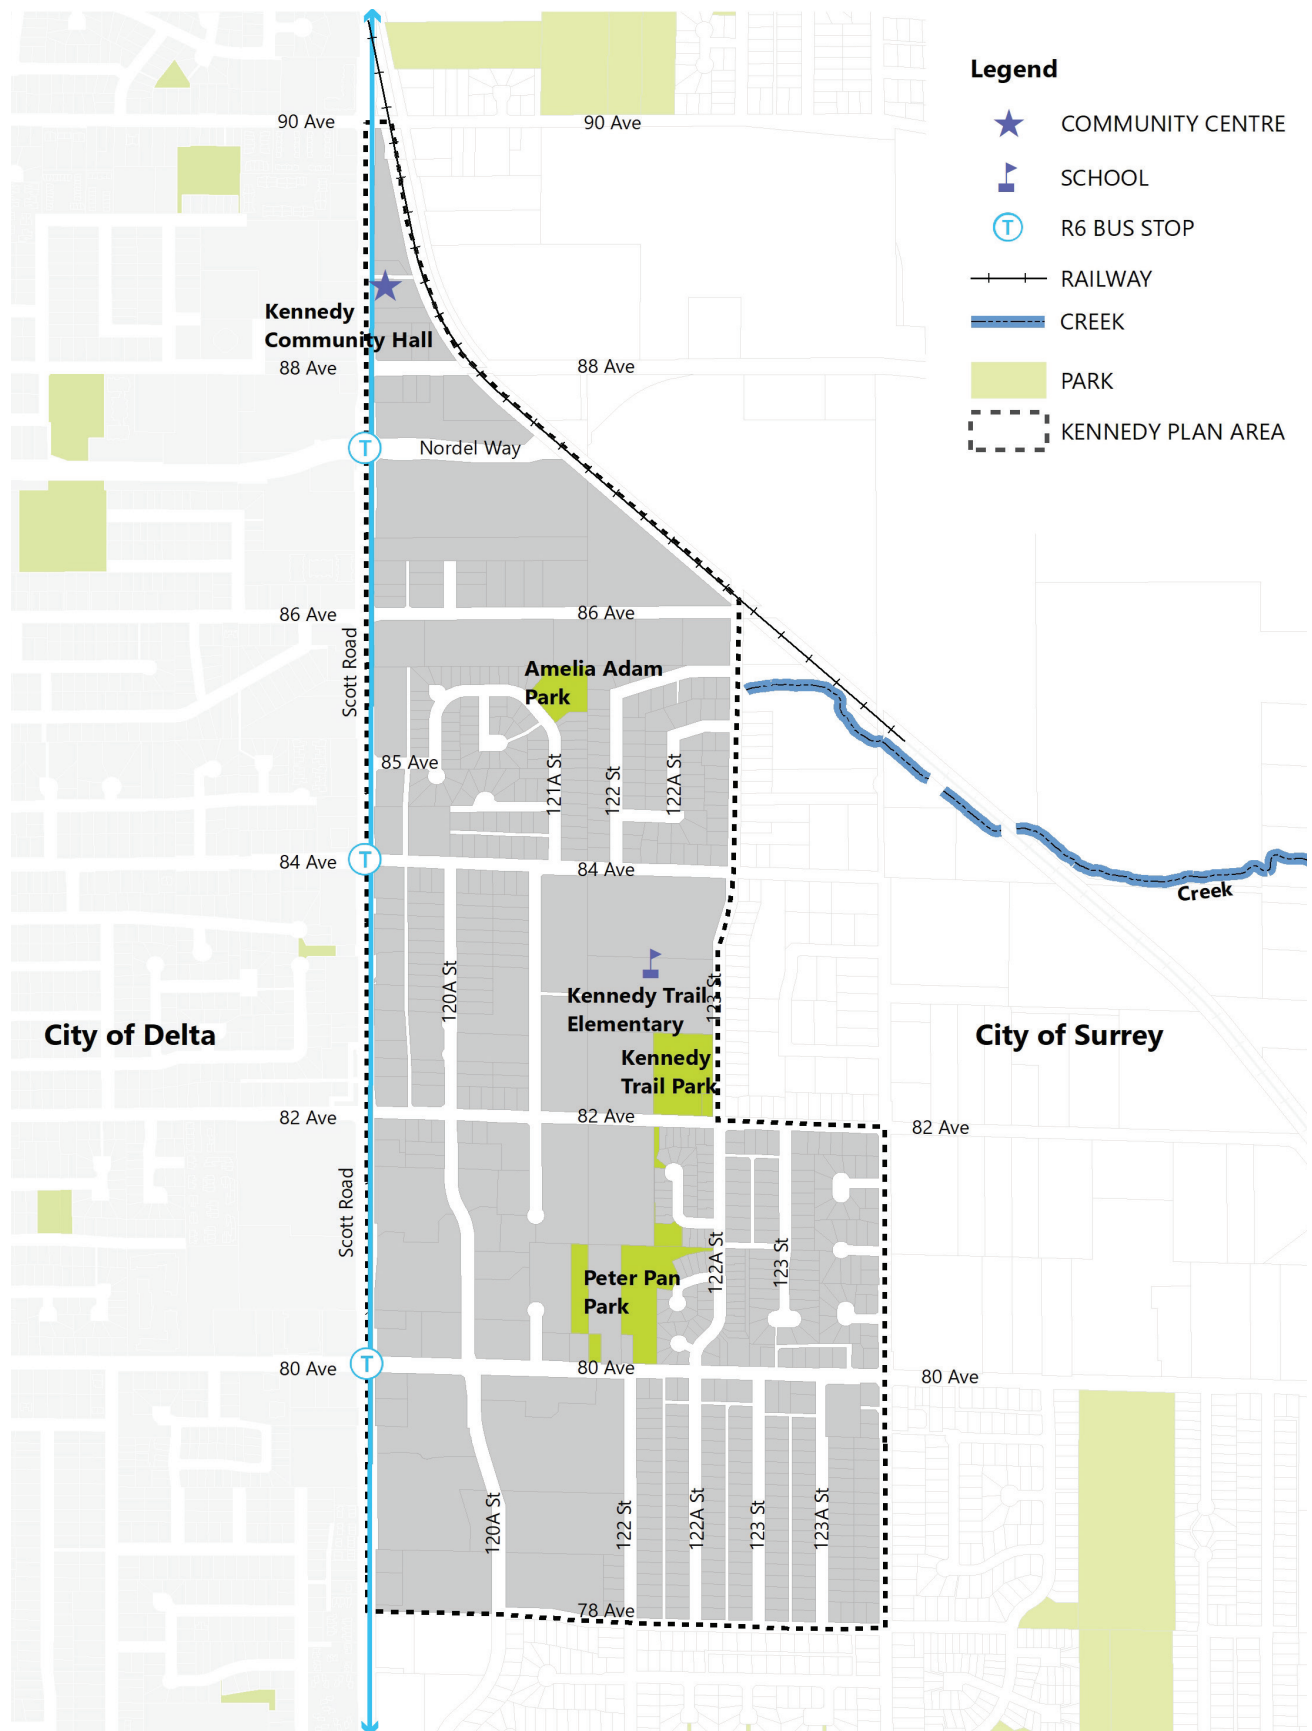 Legend
COMMUNITY CENTRE
SCHOOL
T
R6 BUS STOP
RAILWAY
CREEK
PARK
KENNEDY PLAN AREA
90 Ave
90 Ave
Kennedy
Community Hall
88 Ave
88 Ave
T
Nordel Way
86 Ave
86 Ave
Scott Road
Amelia Adam
Park
85 Ave
121A St
122 St
122A St
84 Ave
T
84 Ave
Creek
120A St
Kennedy Trail
Elementary
123 St
City of Delta
City of Surrey
Kennedy
Trail Park
82 Ave
82 Ave
82 Ave
Scott Road
122A St
123 St
Peter Pan
Park
80 Ave
T
80 Ave
80 Ave
120A St
122 St
122A St
123 St
123A St
78 Ave